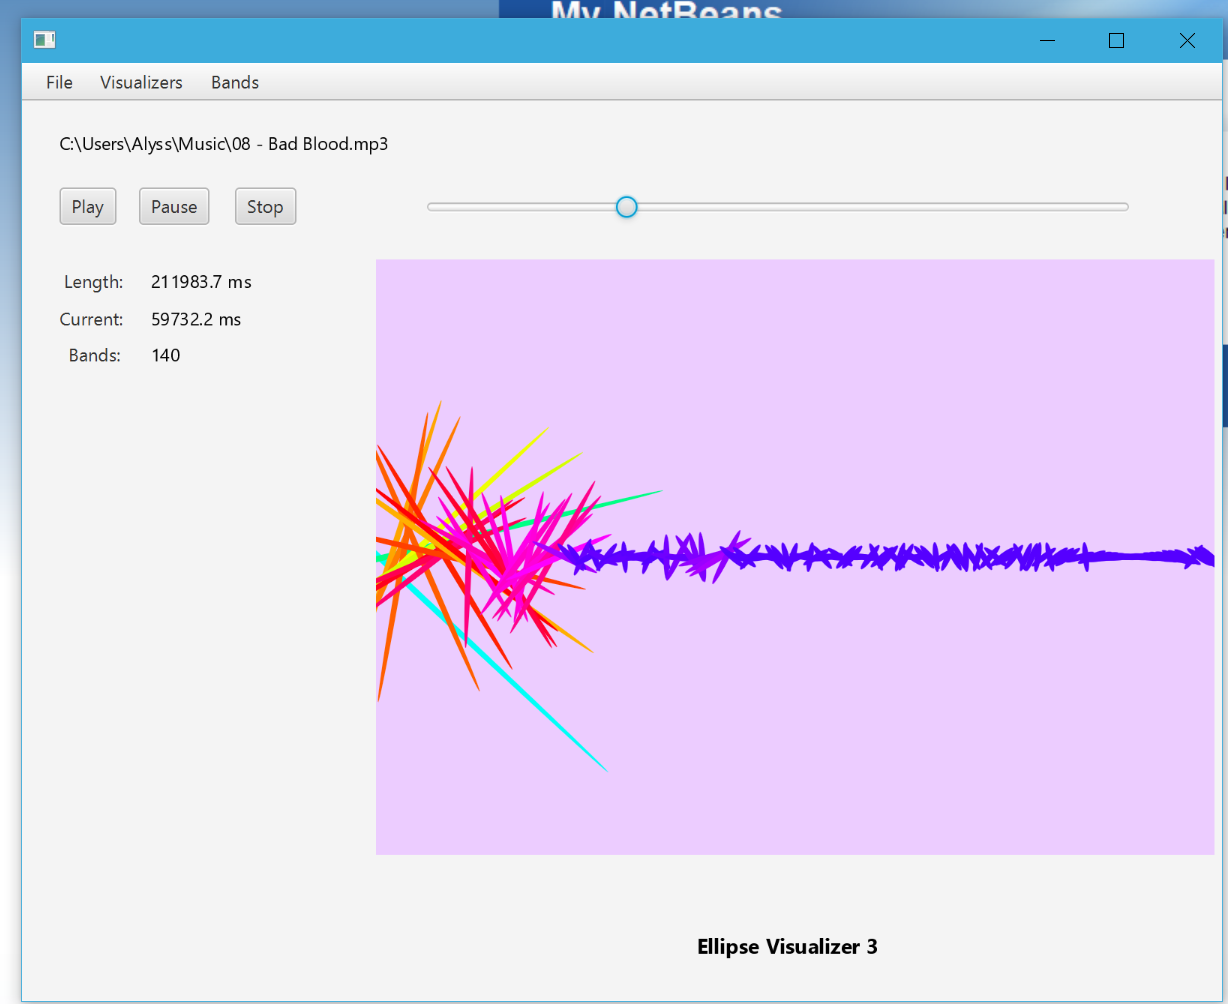 My NetBeans
File Visualizers Bands
C:\Users\Alyss\Music\08 - Bad Blood.mp3
Play Pause Stop
Length: 211983.7 ms
Current: 59732.2 ms
Bands: 140
Ellipse Visualizer 3